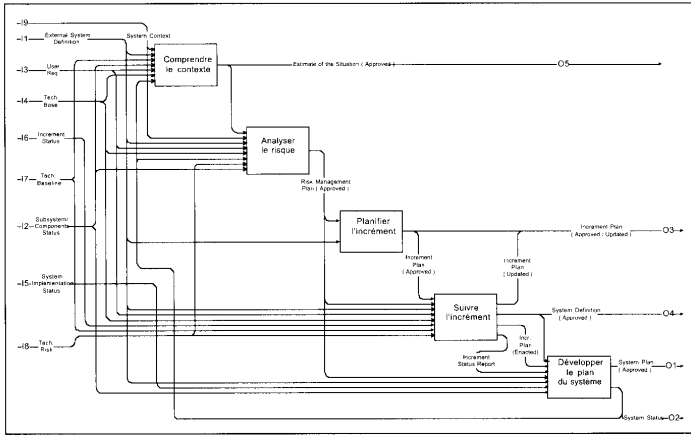 I9
I1
External System
Definition
System Context
I3
User
Req.
I4
Tech.
Base
I6
Increment
Status
I7
Tech.
Baseline
I2
Subsystem/
Components
Status
I5
System
Implementation
Status
I8
Tech.
Risk
Comprendre
le contexte
Estimate of the Situation ( Approved )
O5
Analyser
le risque
Risk Management
Plan ( Approved )
Planifier
l'incrément
Increment Plan
( Approved : Updated )
O3
Increment
Plan
( Approved )
Increment
Plan
( Updated )
Suivre
l'incrément
System Definition
( Approved )
O4
Incr.
Plan
(Enacted)
Increment
Status Report
Développer
le plan
du système
System Plan
( Approved )
O1
System Status
O2